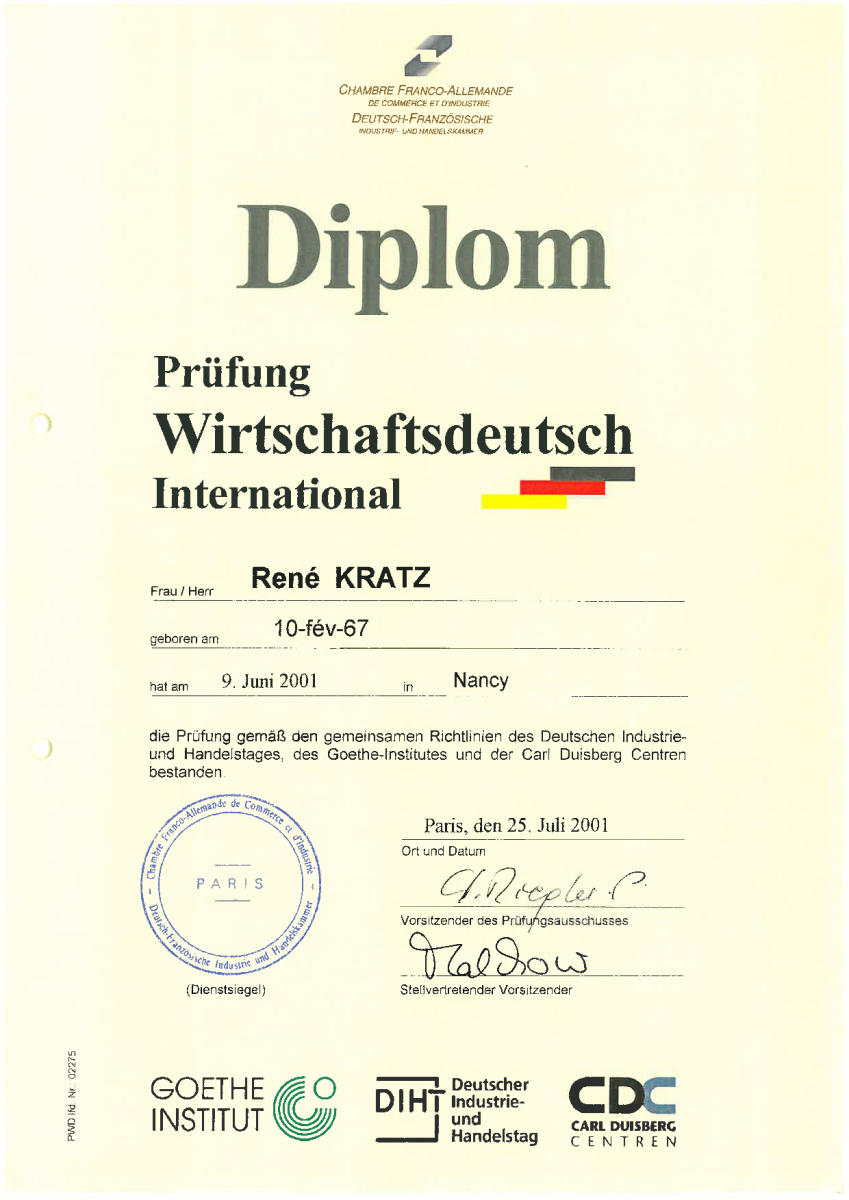 CHAMBRE FRANCO-ALLEMANDE
DE COMMERCE ET D'INDUSTRIE
DEUTSCH-FRANZÖSISCHE
INDUSTRIE- UND HANDELSKAMMER
Diplom
Prüfung
Wirtschaftsdeutsch
International
Frau / Herr René KRATZ
geboren am 10-fév-67
hat am 9. Juni 2001 in Nancy
die Prüfung gemäß den gemeinsamen Richtlinien des Deutschen Industrie-
und Handelstages, des Goethe-Institutes und der Carl Duisberg Centren
bestanden.
Chambre Franco-Allemande de Commerce et d'Industrie
PARIS
Deutsch-Französische Industrie und Handelskammer
(Dienstsiegel)
Paris, den 25. Juli 2001
Ort und Datum
Vorsitzender des Prüfungsausschusses
Stellvertretender Vorsitzender
PWD lfd. Nr.: 02275
GOETHE
INSTITUT
DIHT
Deutscher
Industrie-
und
Handelstag
CDC
CARL DUISBERG
CENTREN